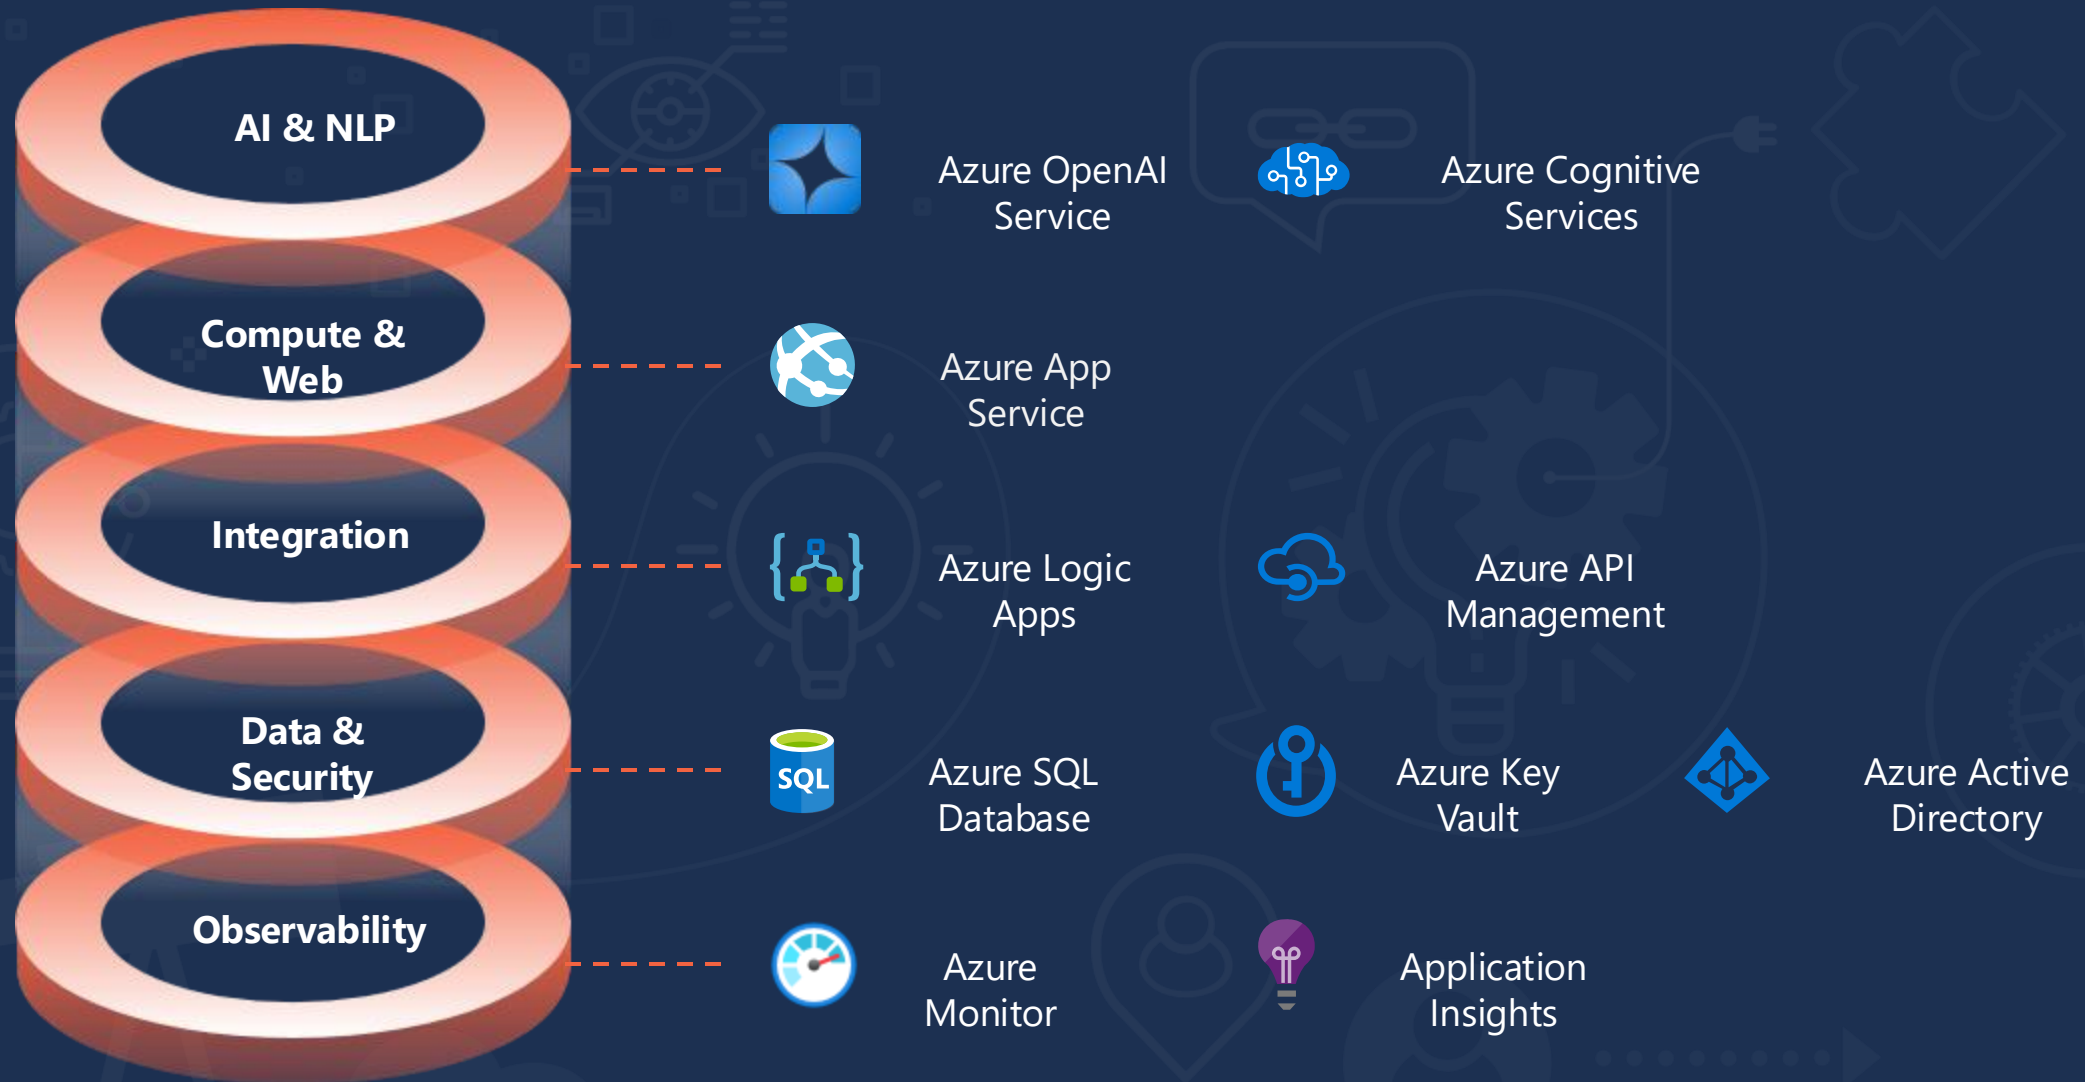 AI & NLP
Azure OpenAI
Service
Azure Cognitive
Services
Compute &
Web
Azure App
Service
Integration
Azure Logic
Apps
Azure API
Management
Data &
Security
SQL
Azure SQL
Database
Azure Key
Vault
Azure Active
Directory
Observability
Azure
Monitor
Application
Insights